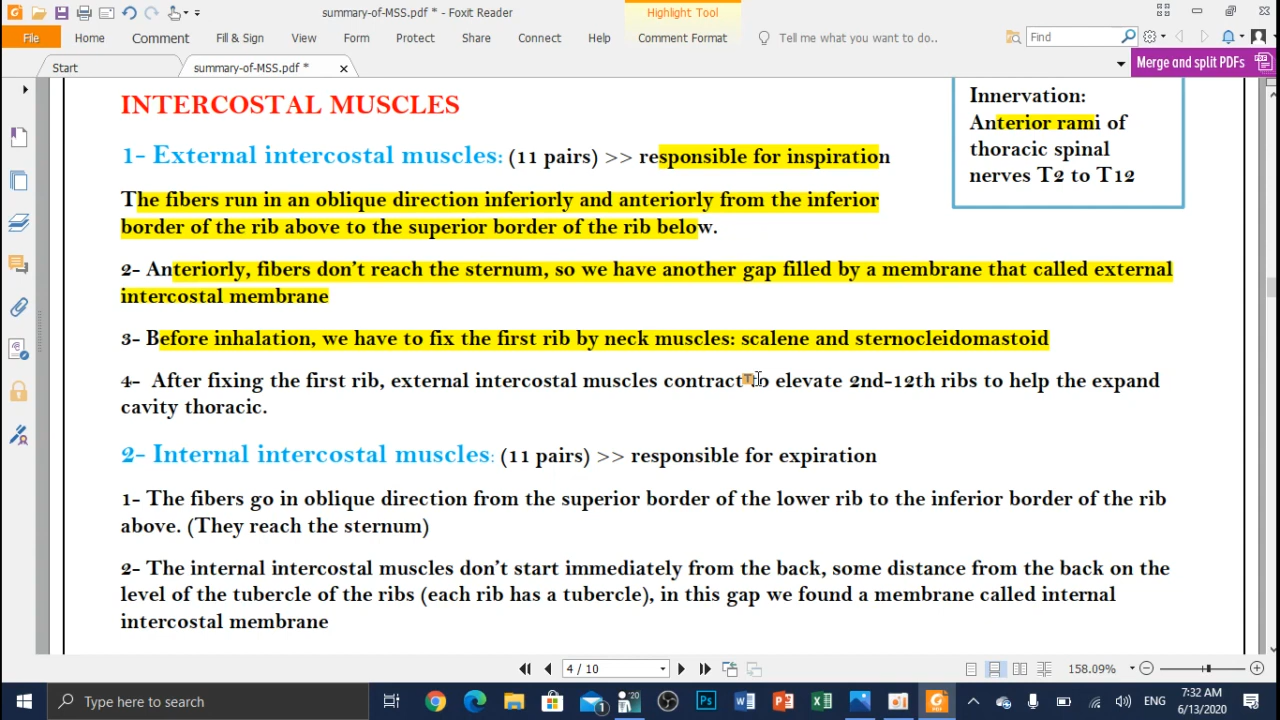 summary-of-MSS.pdf * - Foxit Reader
Highlight Tool
File
Home
Comment
Fill & Sign
View
Form
Protect
Share
Connect
Help
Comment Format
Tell me what you want to do..
Find
Start
summary-of-MSS.pdf *
Merge and split PDFs
INTERCOSTAL MUSCLES
Innervation:
Anterior rami of
thoracic spinal
nerves T2 to T12
1- External intercostal muscles: (11 pairs) >> responsible for inspiration
The fibers run in an oblique direction inferiorly and anteriorly from the inferior
border of the rib above to the superior border of the rib below.
2- Anteriorly, fibers don't reach the sternum, so we have another gap filled by a membrane that called external
intercostal membrane
3- Before inhalation, we have to fix the first rib by neck muscles: scalene and sternocleidomastoid
4- After fixing the first rib, external intercostal muscles contract to elevate 2nd-12th ribs to help the expand
cavity thoracic.
2- Internal intercostal muscles: (11 pairs) >> responsible for expiration
1- The fibers go in oblique direction from the superior border of the lower rib to the inferior border of the rib
above. (They reach the sternum)
2- The internal intercostal muscles don't start immediately from the back, some distance from the back on the
level of the tubercle of the ribs (each rib has a tubercle), in this gap we found a membrane called internal
intercostal membrane
4 / 10
158.09%
Type here to search
ENG
7:32 AM
6/13/2020